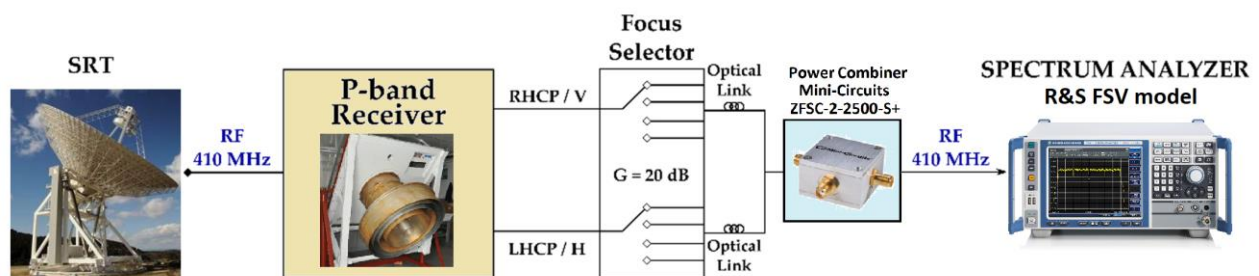 SRT
RF
410 MHz
P-band
Receiver
RHCP / V
LHCP / H
Focus
Selector
G = 20 dB
Optical
Link
Optical
Link
Power Combiner
Mini-Circuits
ZFSC-2-2500-S+
RF
410 MHz
SPECTRUM ANALYZER
R&S FSV model